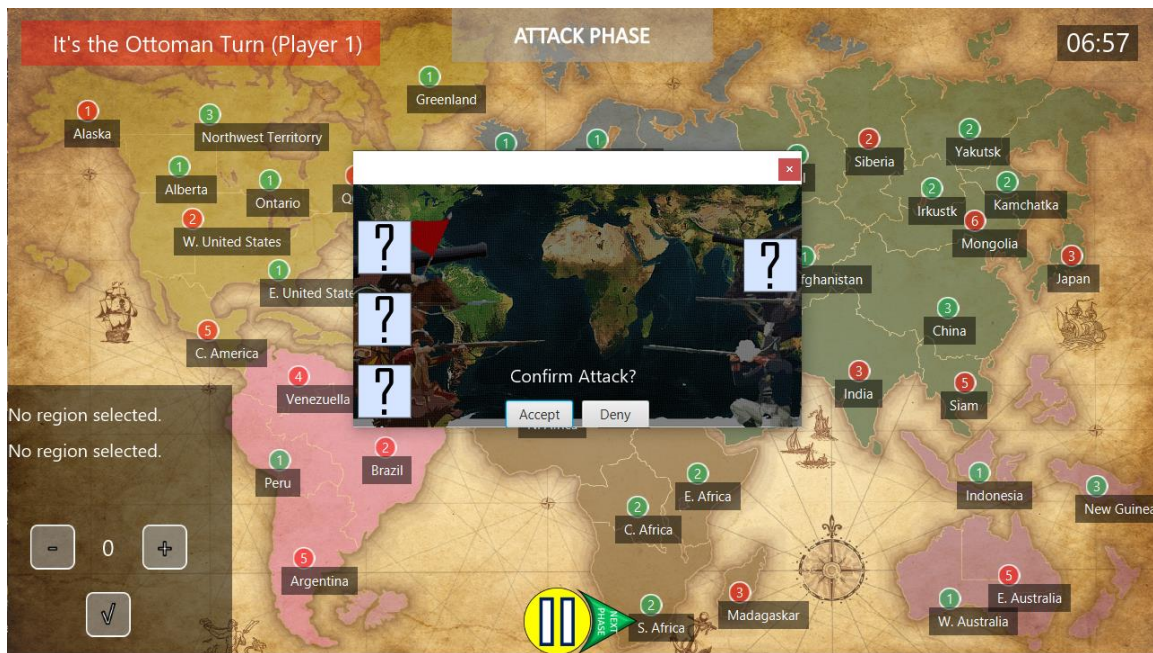 It's the Ottoman Turn (Player 1)
ATTACK PHASE
06:57
1
Greenland
1
Alaska
3
Northwest Territorry
1
1
2
Siberia
2
Yakutsk
1
Alberta
1
Ontario
2
Irkustk
2
Kamchatka
2
W. United States
6
Mongolia
1
E. United State
1
fghanistan
3
Japan
×
?
?
?
?
Confirm Attack?
Accept
Deny
5
C. America
3
China
4
Venezuella
3
India
5
Siam
No region selected.
No region selected.
2
Brazil
1
Peru
2
E. Africa
1
Indonesia
3
New Guinea
2
C. Africa
-
0
+
√
5
Argentina
3
Madagaskar
5
E. Australia
1
W. Australia
2
S. Africa
NEXT
PHASE